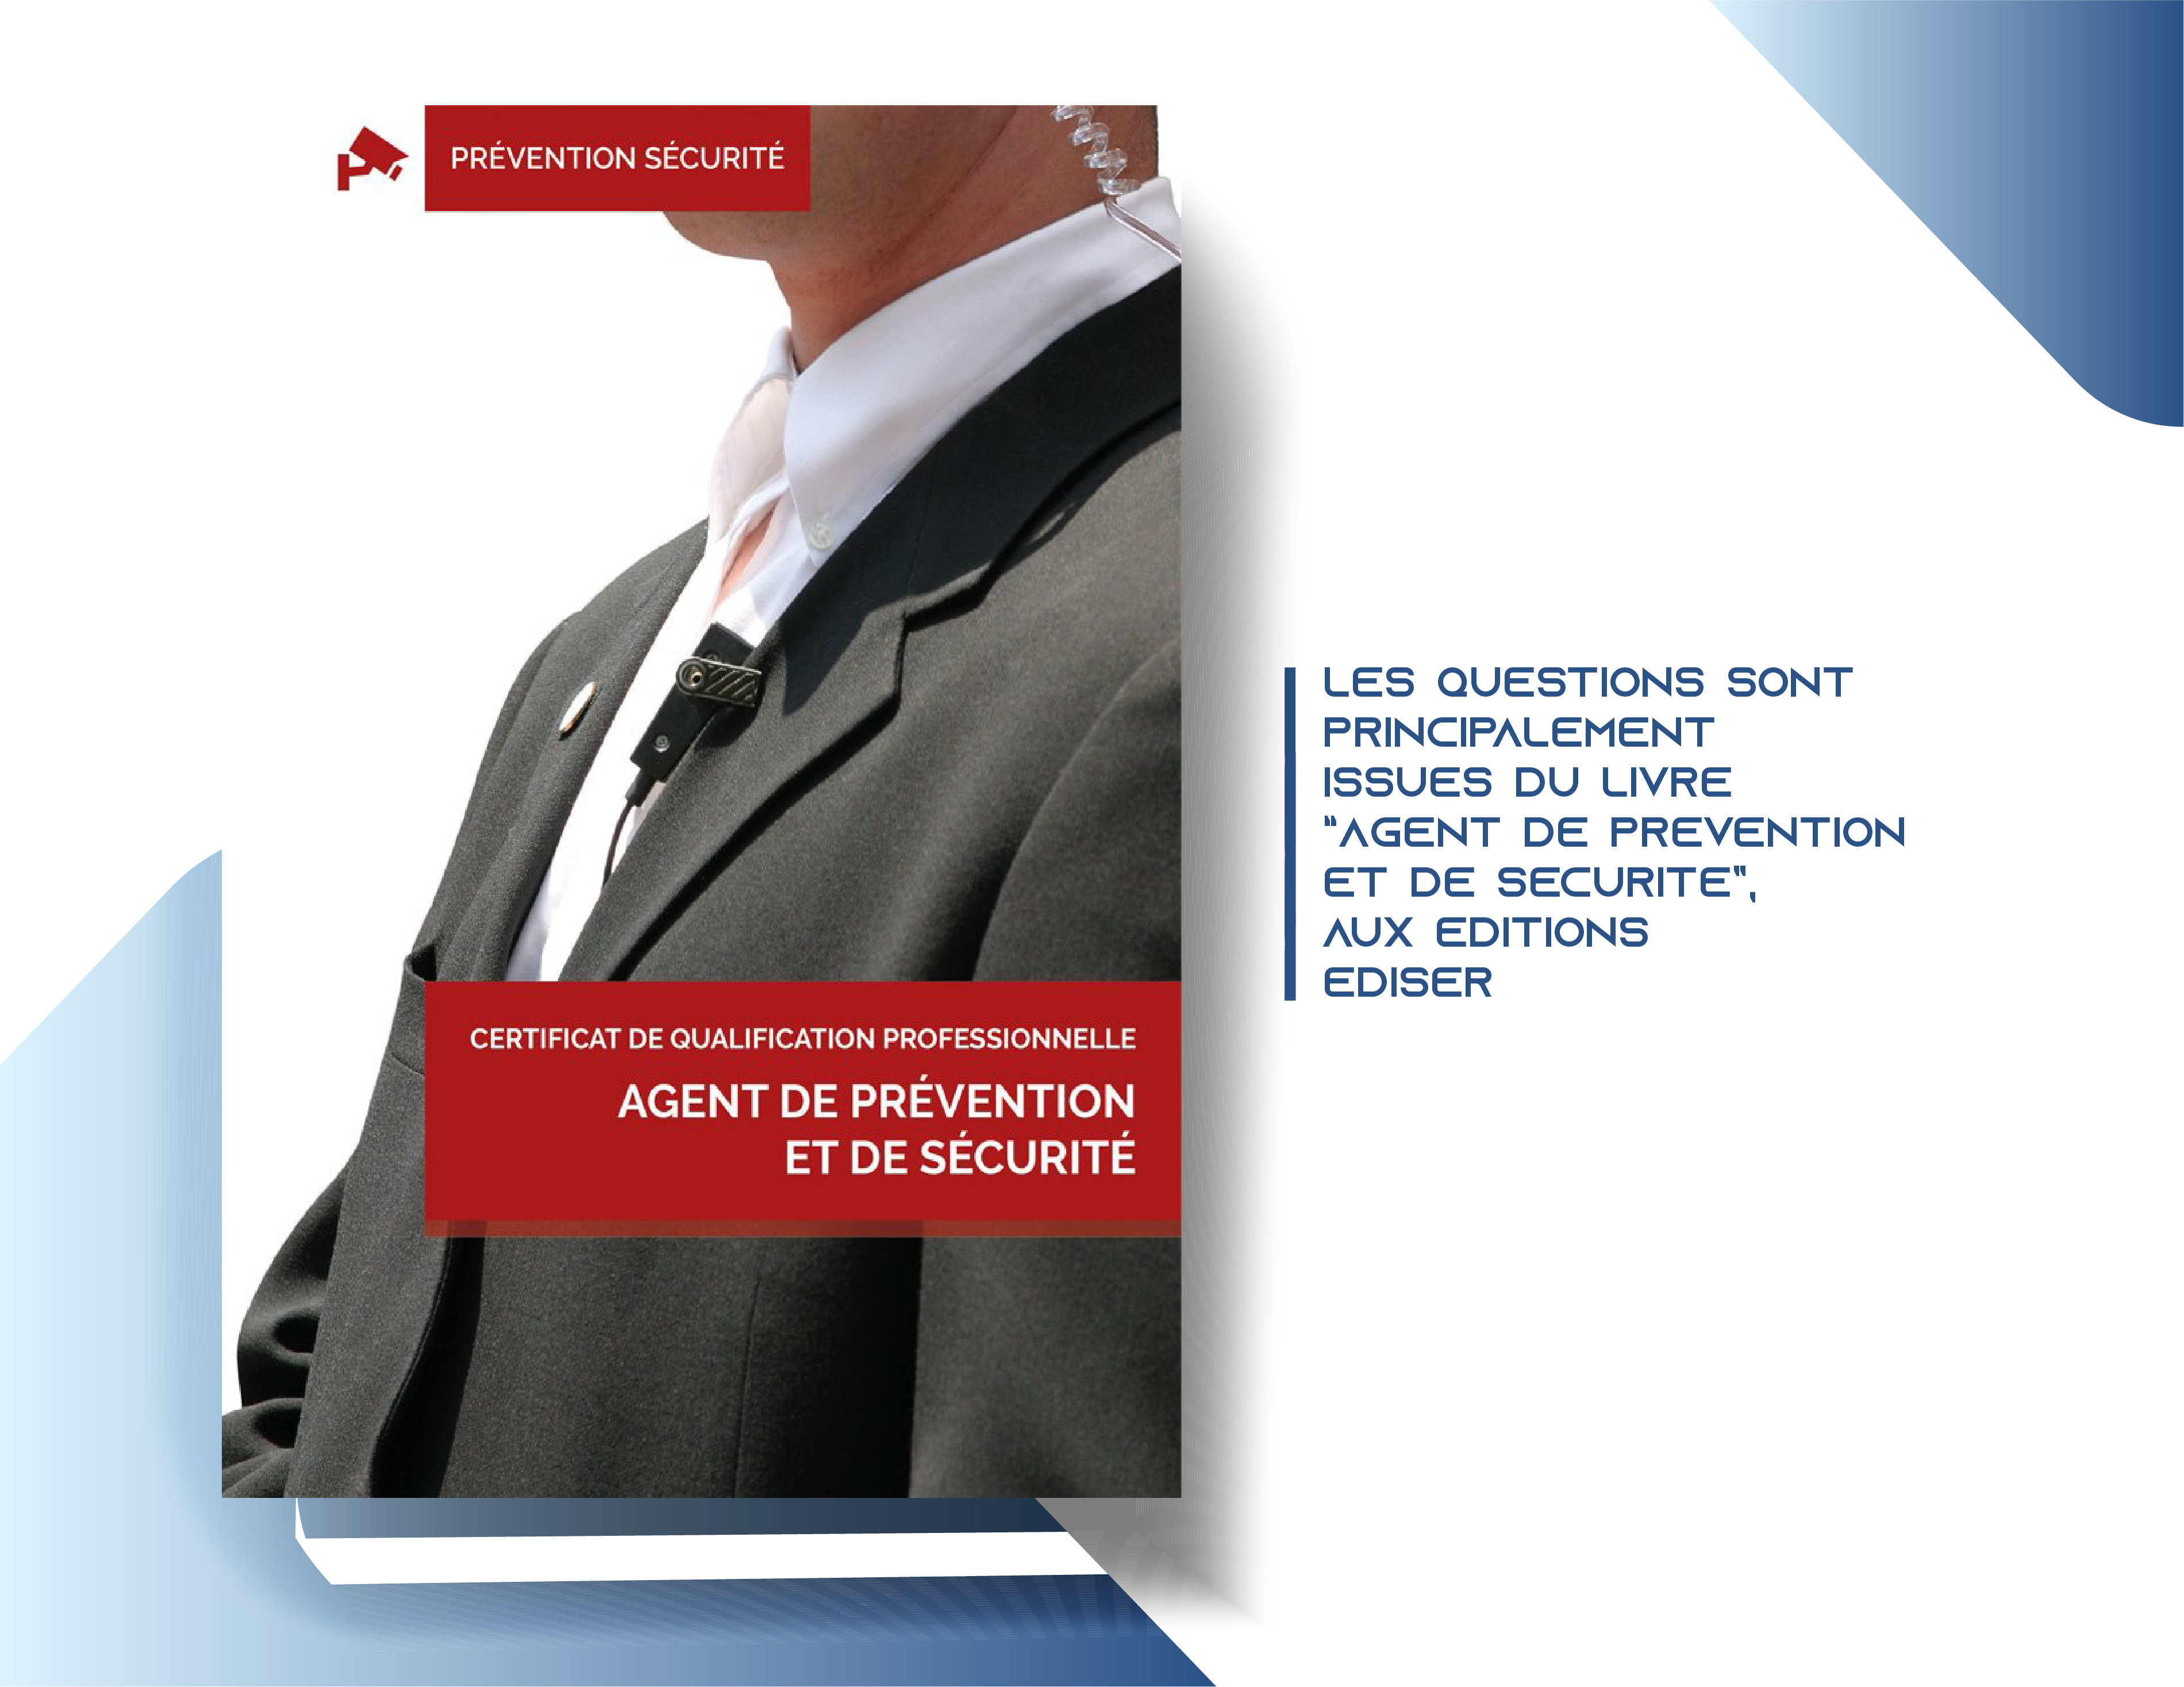 PRÉVENTION SÉCURITÉ
CERTIFICAT DE QUALIFICATION PROFESSIONNELLE
AGENT DE PRÉVENTION
ET DE SÉCURITÉ
LES QUESTIONS SONT
PRINCIPALEMENT
ISSUES DU LIVRE
"AGENT DE PREVENTION
ET DE SECURITE",
AUX EDITIONS
EDISER